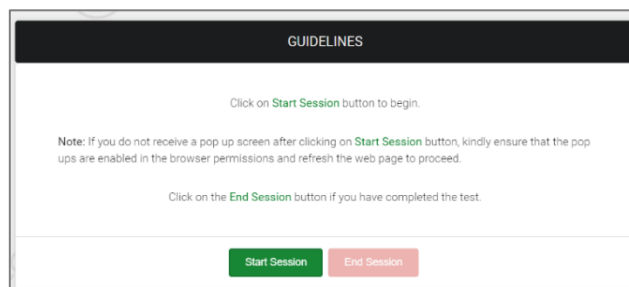 GUIDELINES
Click on Start Session button to begin.
Note: If you do not receive a pop up screen after clicking on Start Session button, kindly ensure that the pop
ups are enabled in the browser permissions and refresh the web page to proceed.
Click on the End Session button if you have completed the test.
Start Session End Session